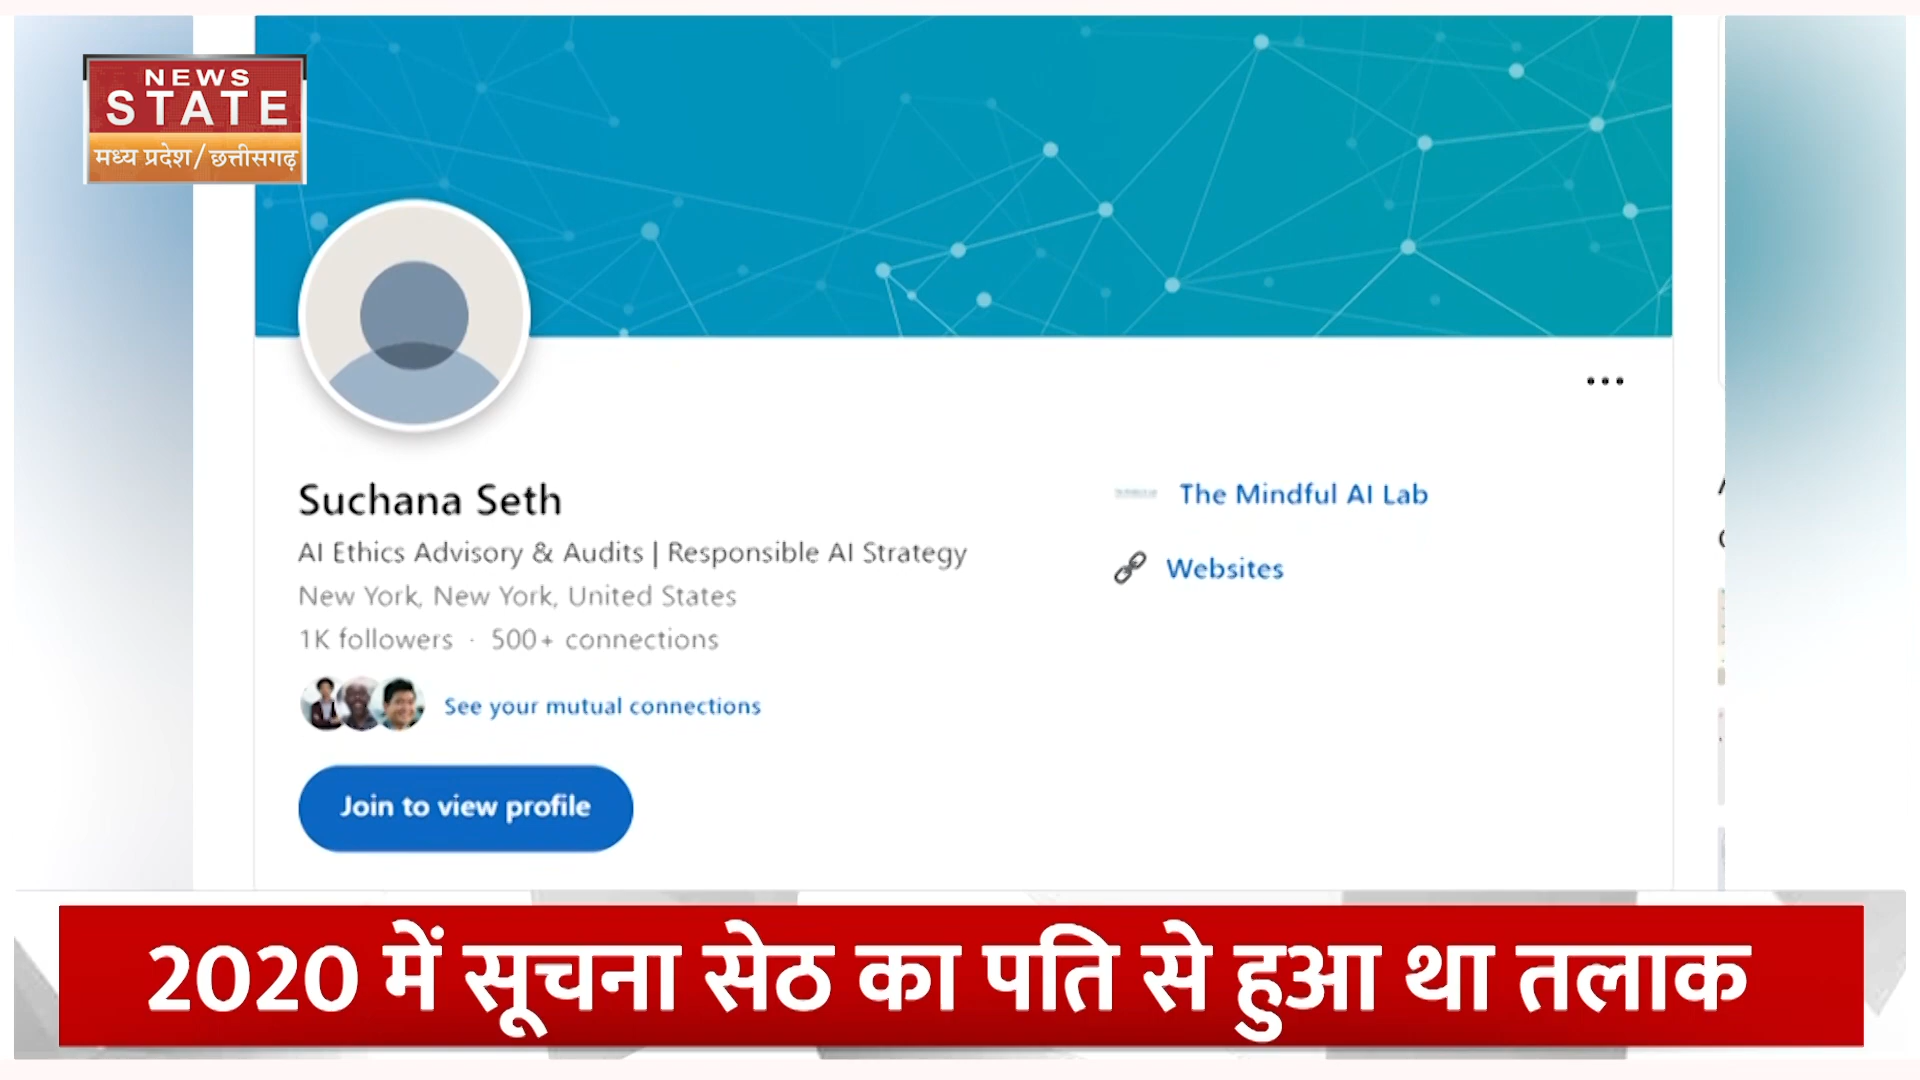 NEWS
STATE
मध्य प्रदेश/छत्तीसगढ़
Suchana Seth
AI Ethics Advisory & Audits | Responsible AI Strategy
New York, New York, United States
1K followers · 500+ connections
See your mutual connections
Join to view profile
The Mindful AI Lab
Websites
2020 में सूचना सेठ का पति से हुआ था तलाक